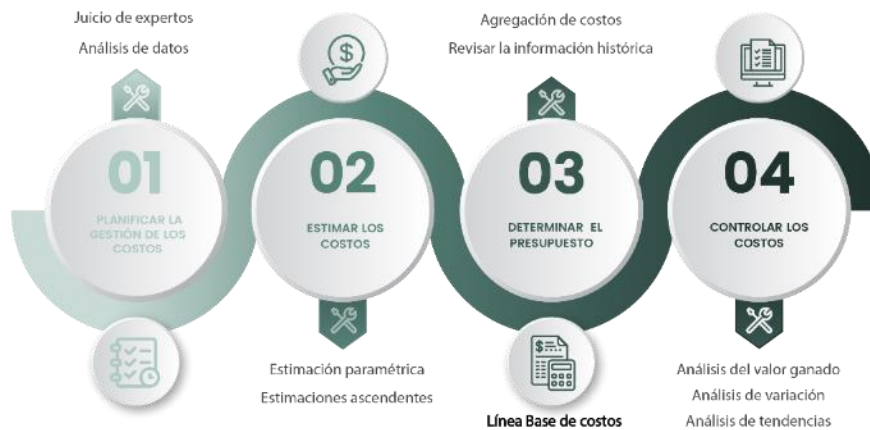 Juicio de expertos
Análisis de datos
01
PLANIFICAR LA
GESTIÓN DE LOS
COSTOS
$
02
ESTIMAR LOS
COSTOS
Estimación paramétrica
Estimaciones ascendentes
Agregación de costos
Revisar la información histórica
03
DETERMINAR EL
PRESUPUESTO
$
Línea Base de costos
04
CONTROLAR LOS
COSTOS
Análisis del valor ganado
Análisis de variación
Análisis de tendencias